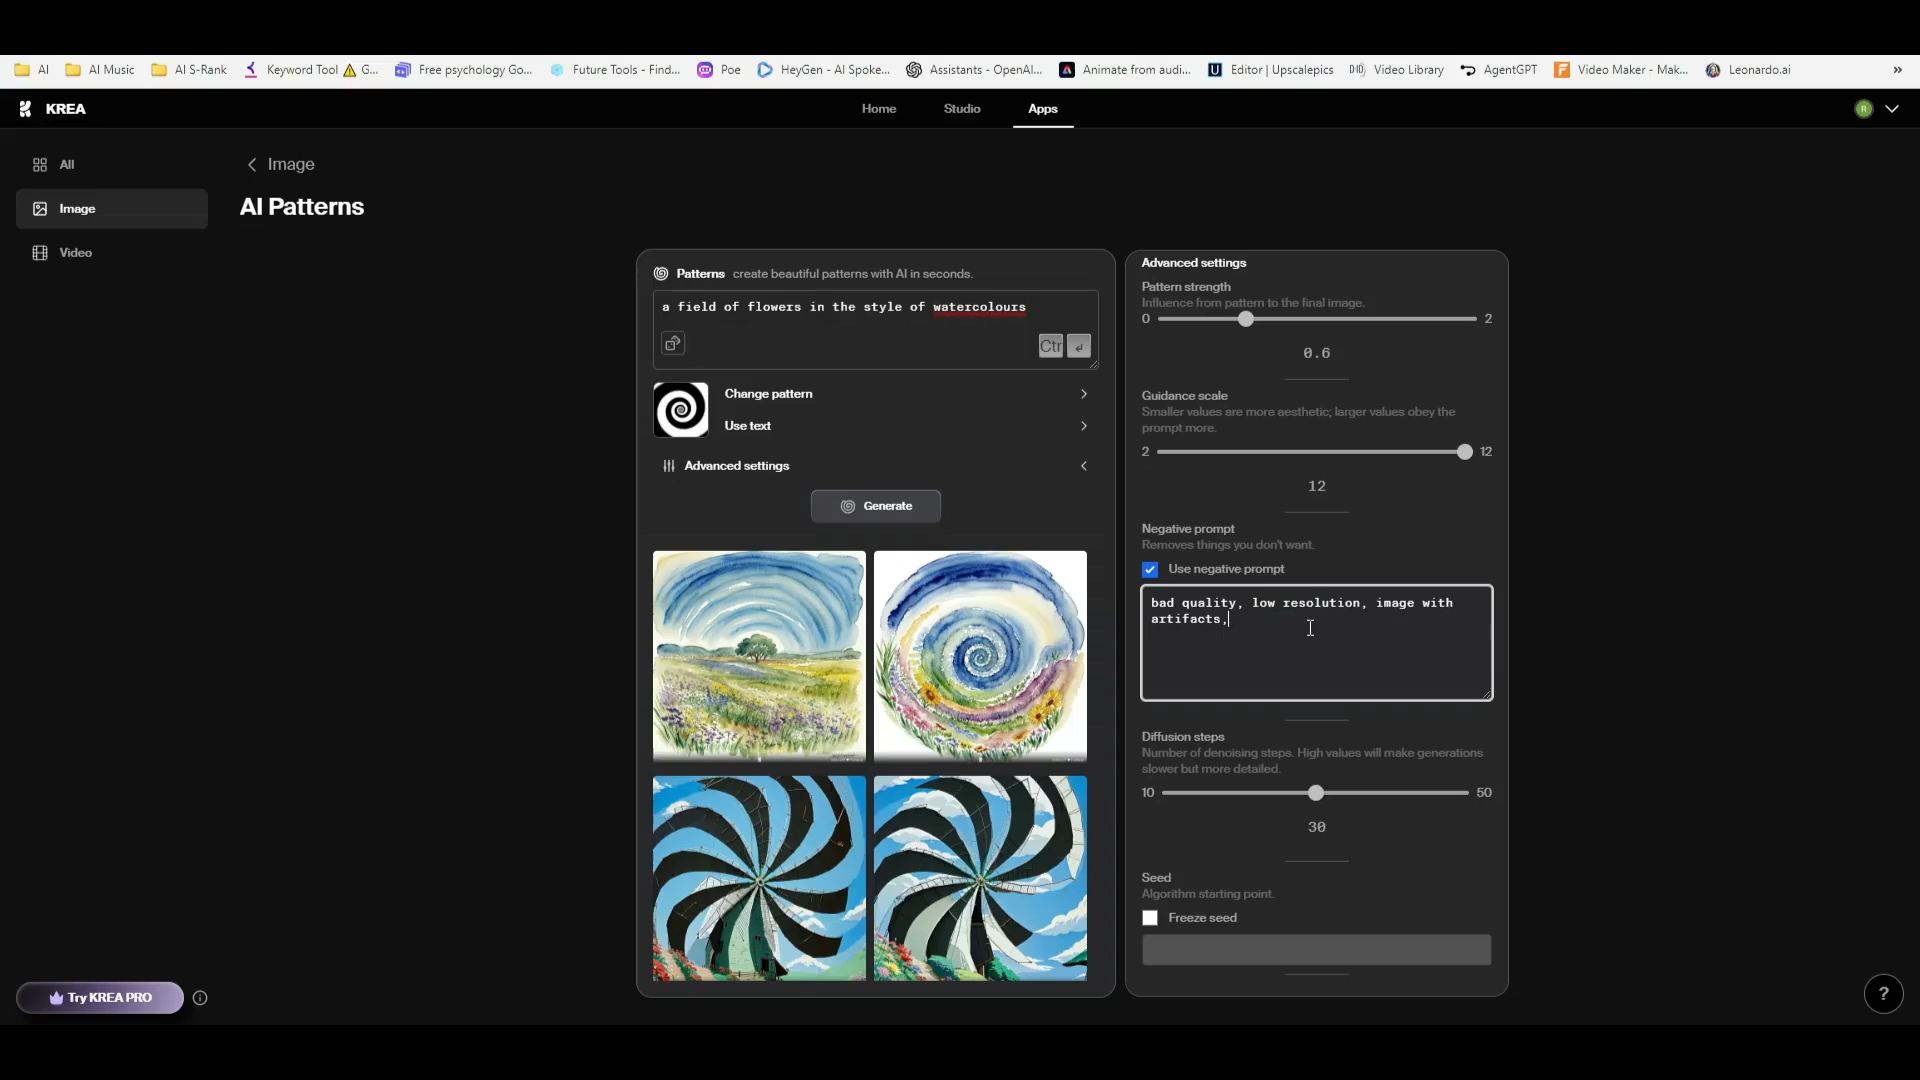 AI
AI Music
AI S-Rank
Keyword Tool
G...
Free psychology Go...
Future Tools - Find...
Poe
HeyGen - AI Spoke...
Assistants - OpenAI...
Animate from audi...
Editor | Upscalepics
Video Library
AgentGPT
Video Maker - Mak...
Leonardo.ai
»
KREA
Home
Studio
Apps
R
All
Image
Video
Image
AI Patterns
Patterns create beautiful patterns with AI in seconds.
a field of flowers in the style of watercolours
Ctr
Change pattern
Use text
Advanced settings
Generate
Advanced settings
Pattern strength
Influence from pattern to the final image.
0
2
0.6
Guidance scale
Smaller values are more aesthetic; larger values obey the
prompt more.
2
12
12
Negative prompt
Removes things you don't want.
Use negative prompt
bad quality, low resolution, image with
artifacts,
Diffusion steps
Number of denoising steps. High values will make generations
slower but more detailed.
10
50
30
Seed
Algorithm starting point.
Freeze seed
Try KREA PRO
?